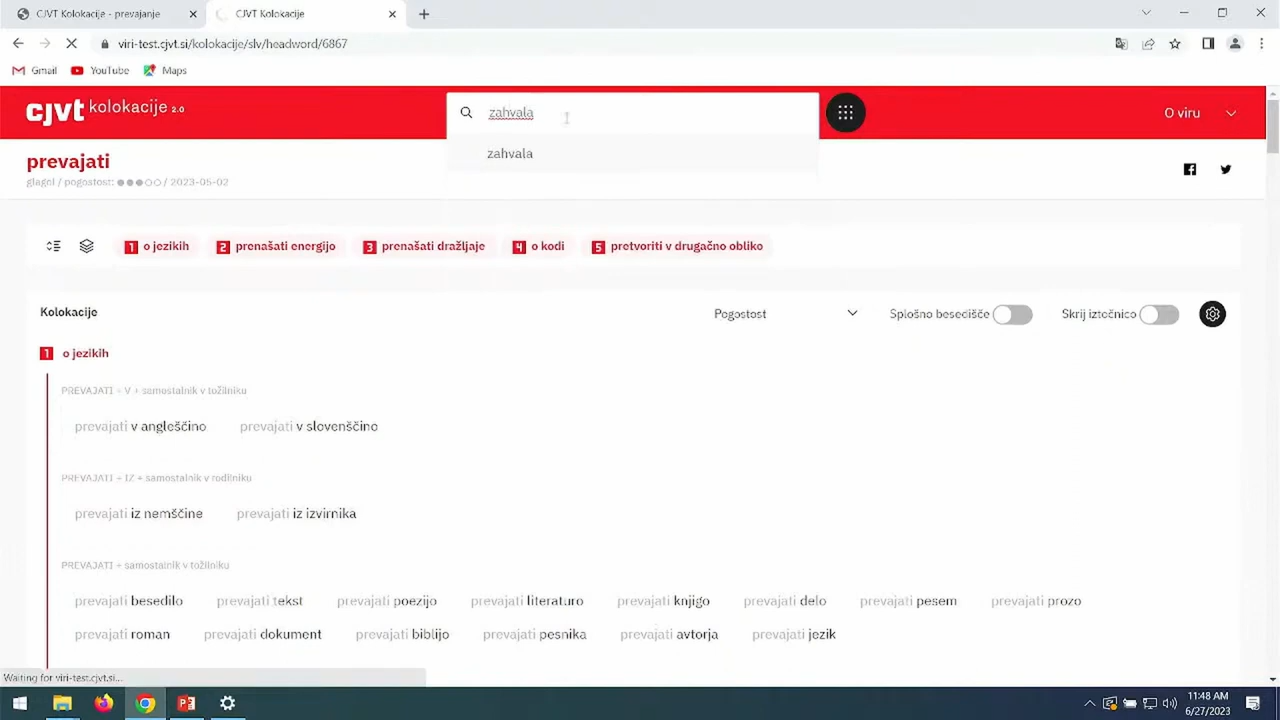 CJVT Kolokacije - prevajanje
CJVT Kolokacije
viri-test.cjvt.si/kolokacije/slv/headword/6867
Gmail YouTube Maps
cjvt kolokacije 2.0
zahvala
O viru
zahvala
prevajati
glagol / pogostost: / 2023-05-02
1 o jezikih 2 prenašati energijo 3 prenašati dražljaje 4 o kodi 5 pretvoriti v drugačno obliko
Kolokacije Pogostost Splošno besedišče Skrij iztočnico
1 o jezikih
PREVAJATI + V + samostalnik v tožilniku
prevajati v angleščino prevajati v slovenščino
PREVAJATI + IZ + samostalnik v rodilniku
prevajati iz nemščine prevajati iz izvirnika
PREVAJATI + samostalnik v tožilniku
prevajati besedilo prevajati tekst prevajati poezijo prevajati literaturo prevajati knjigo prevajati delo prevajati pesem prevajati prozo
prevajati roman prevajati dokument prevajati biblijo prevajati pesnika prevajati avtorja prevajati jezik
Waiting for viri-test.cjvt.si...
11:48 AM
6/27/2023